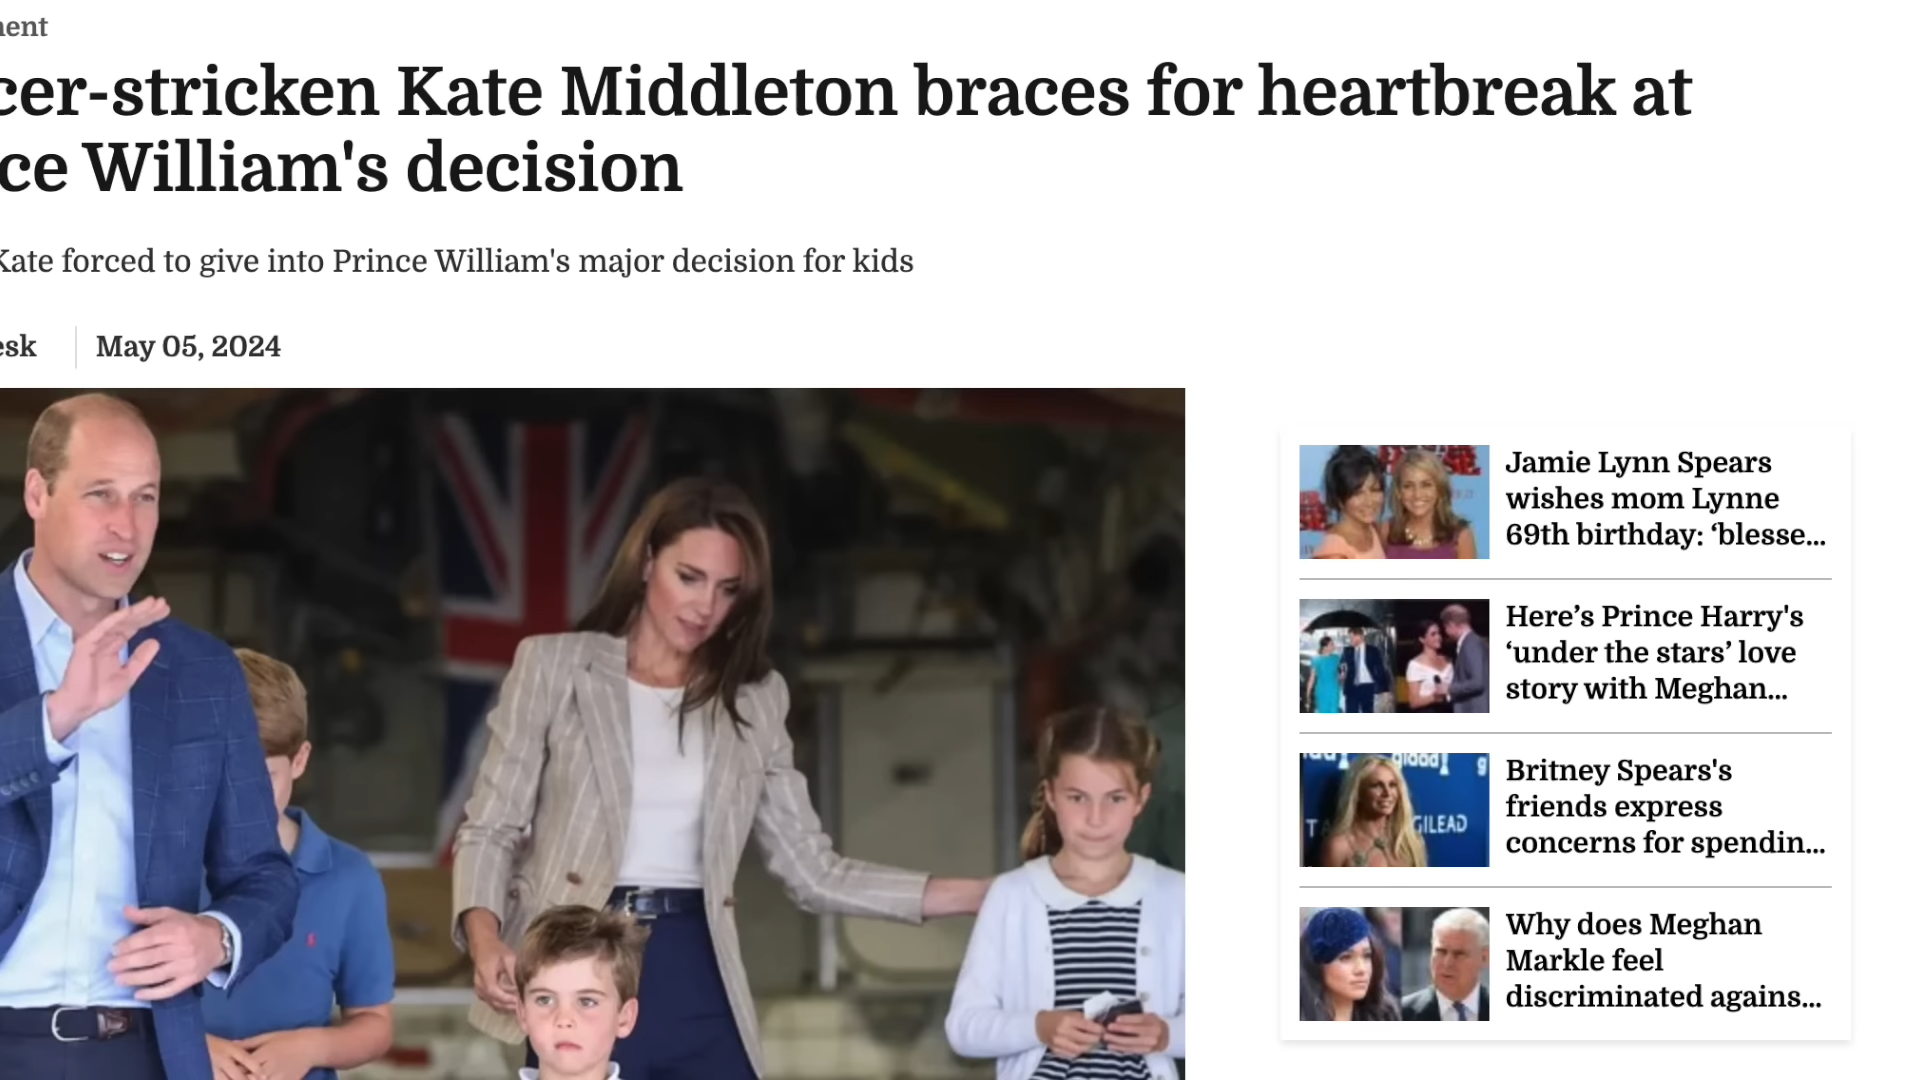 ent
cer-stricken Kate Middleton braces for heartbreak at
ce William's decision
Kate forced to give into Prince William's major decision for kids
esk
May 05, 2024
Jamie Lynn Spears
wishes mom Lynne
69th birthday: ‘blesse...
Here’s Prince Harry's
‘under the stars’ love
story with Meghan...
glaad!
g
GILEAD
Britney Spears's
friends express
concerns for spendin...
Why does Meghan
Markle feel
discriminated agains...